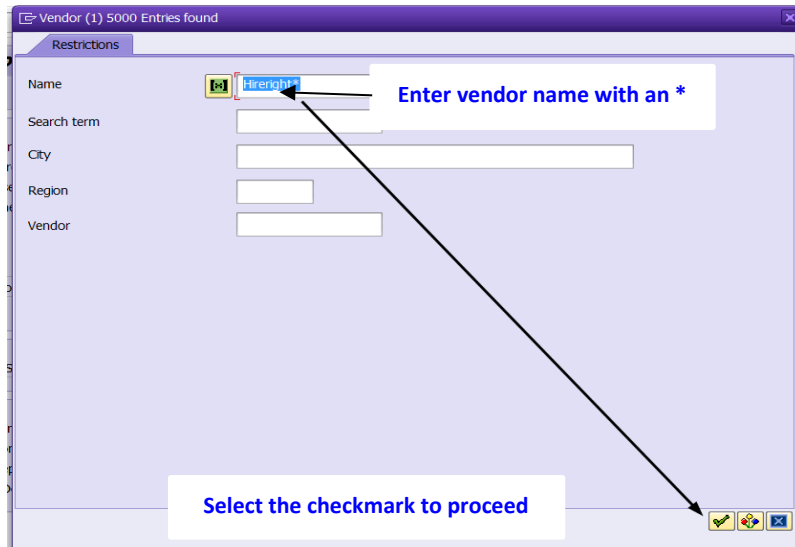 Vendor (1) 5000 Entries found
Restrictions
Name
Hireright*
Enter vendor name with an *
Search term
City
Region
Vendor
Select the checkmark to proceed